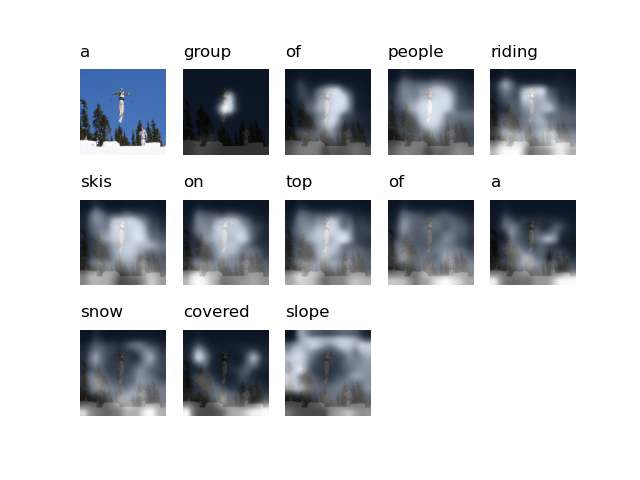 a group of people riding
skis on top of a
snow covered slope